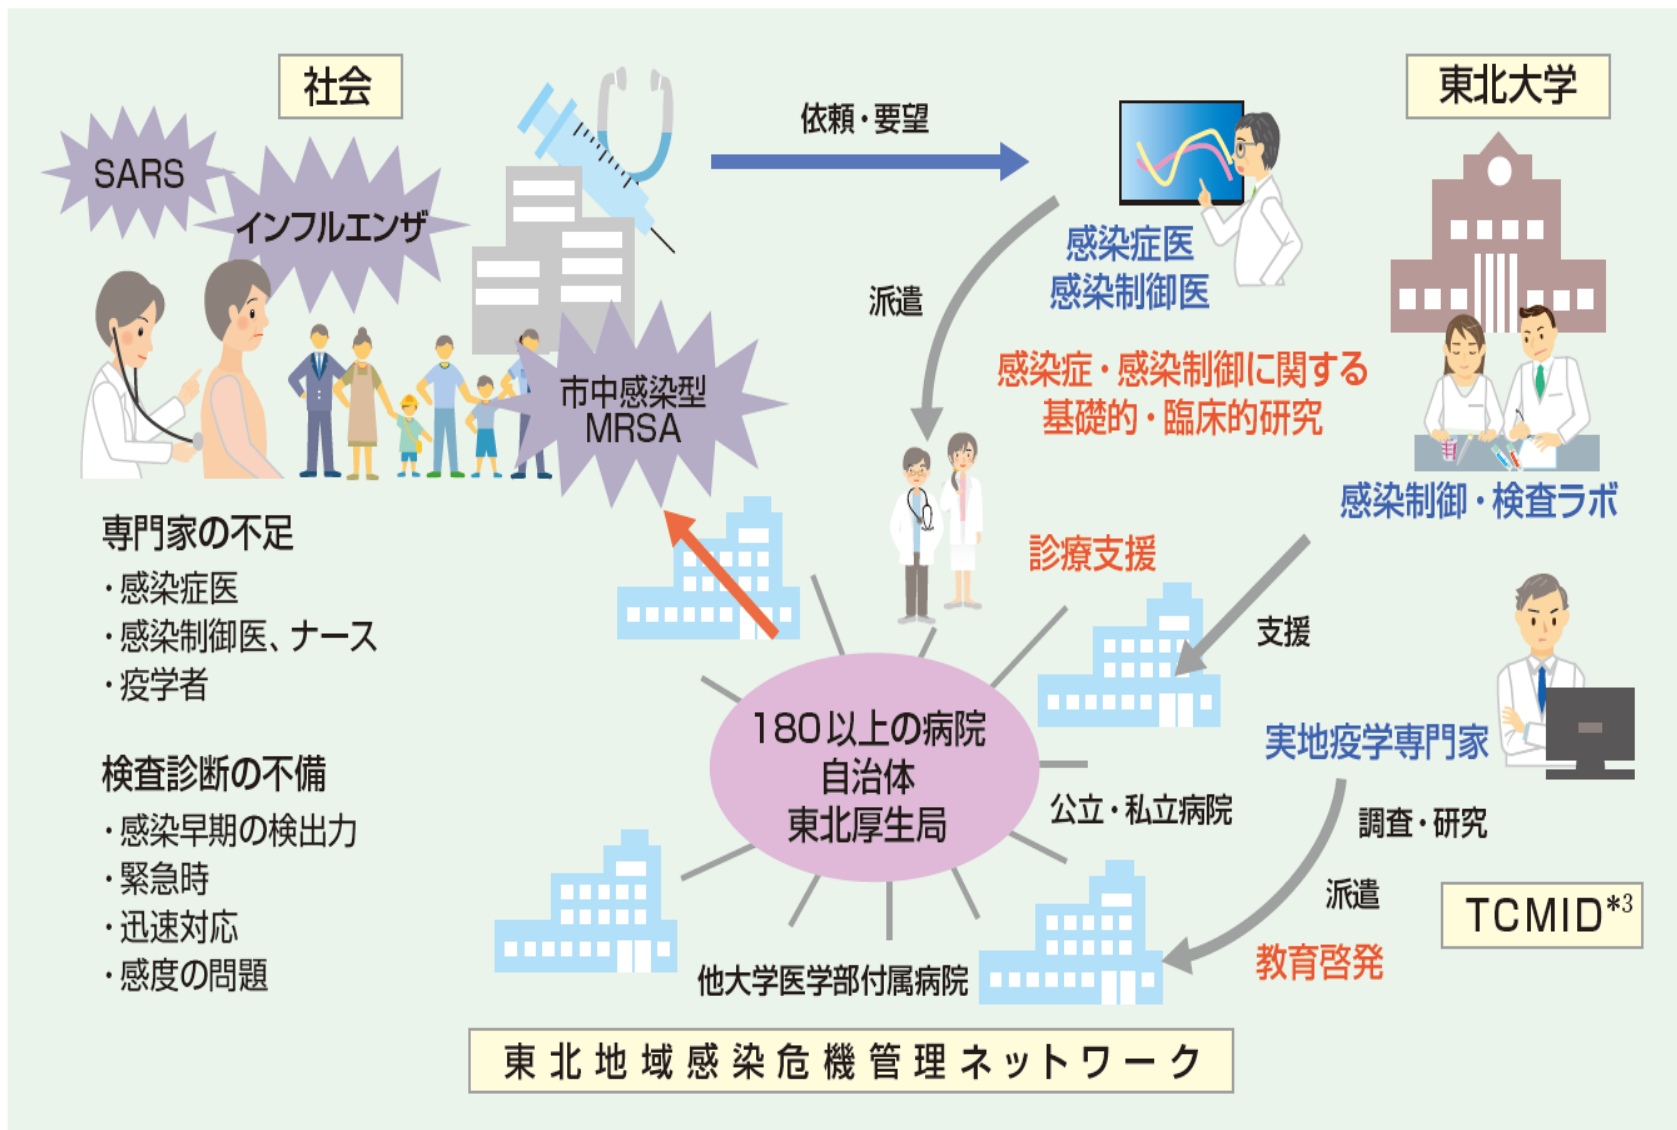 社会
SARS
インフルエンザ
市中感染型
MRSA
専門家の不足
・感染症医
・感染制御医、ナース
・疫学者
検査診断の不備
・感染早期の検出力
・緊急時
・迅速対応
・感度の問題
依頼・要望
派遣
感染症医
感染制御医
感染症・感染制御に関する
基礎的・臨床的研究
東北大学
感染制御・検査ラボ
診療支援
支援
実地疫学専門家
調査・研究
派遣
教育啓発
TCMID*3
180以上の病院
自治体
東北厚生局
公立・私立病院
他大学医学部付属病院
東北地域感染危機管理ネットワーク